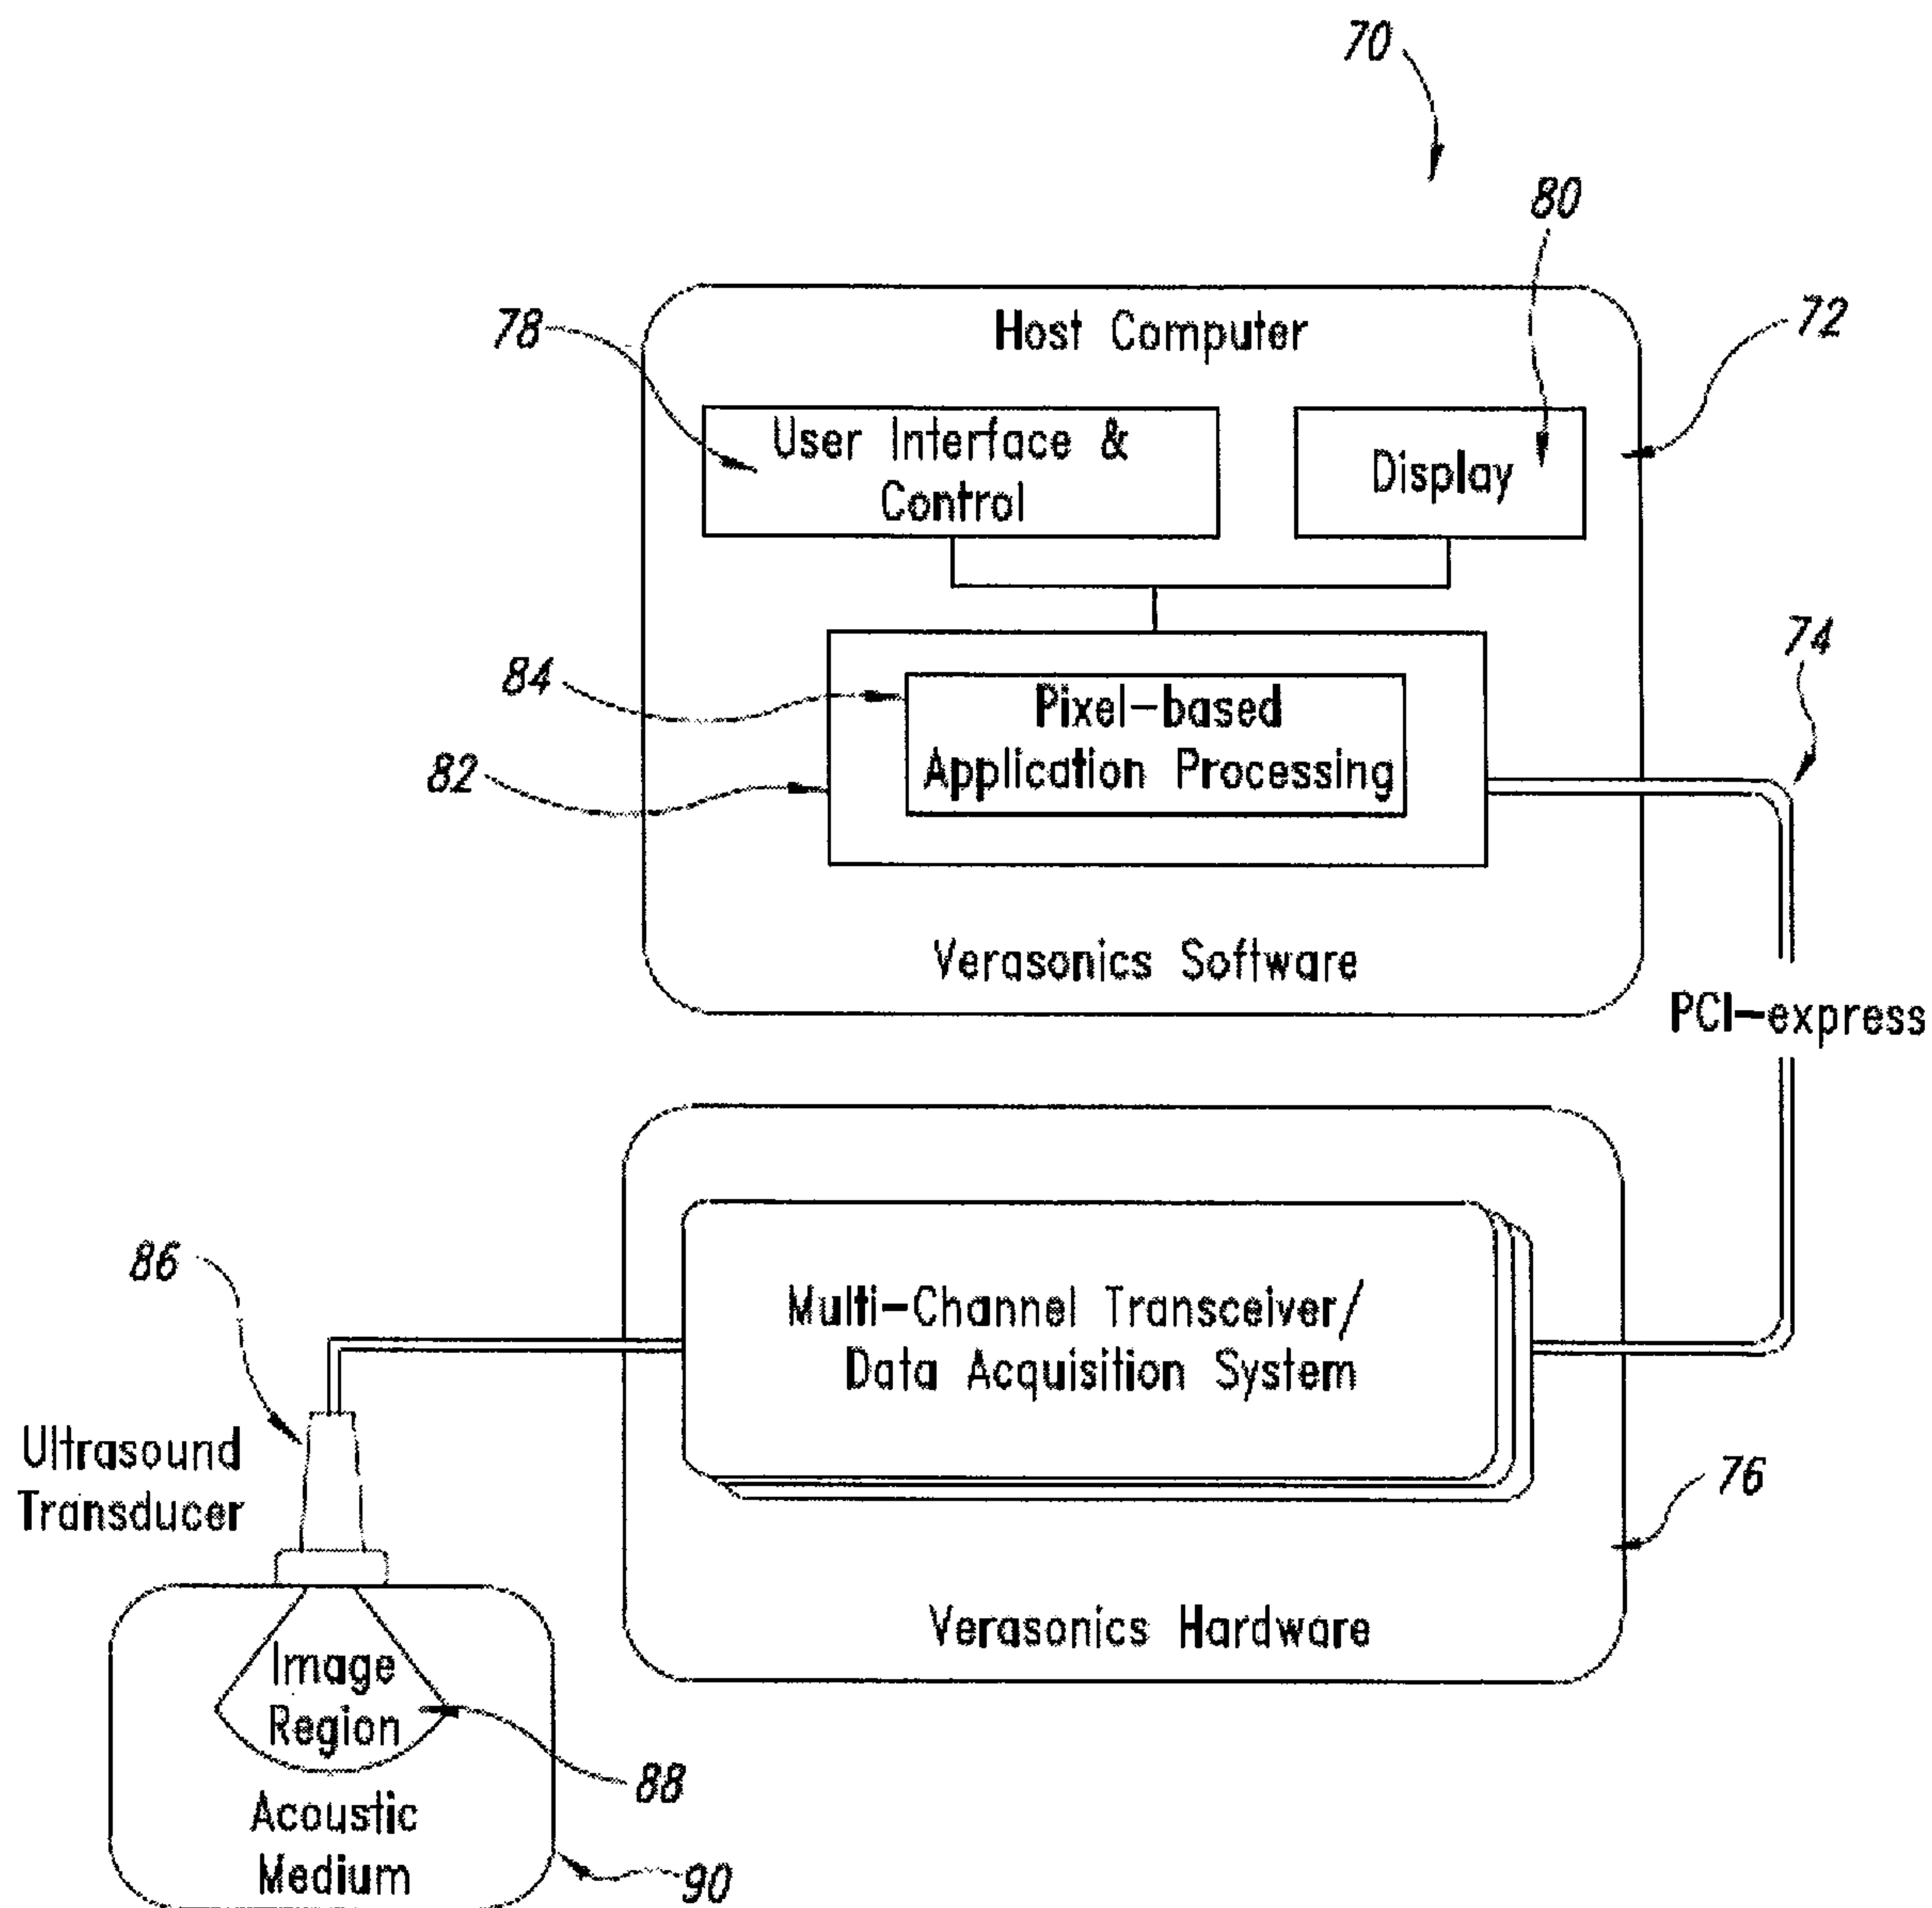 70
80
78
Host Computer
72
User Interface &
Control
Display
74
84
Pixel-based
Application Processing
82
Verasonics Software
PCI-express
86
Multi-Channel Transceiver/
Data Acquisition System
Ultrasound
Transducer
76
Verasonics Hardware
Image
Region
88
Acoustic
Medium
90